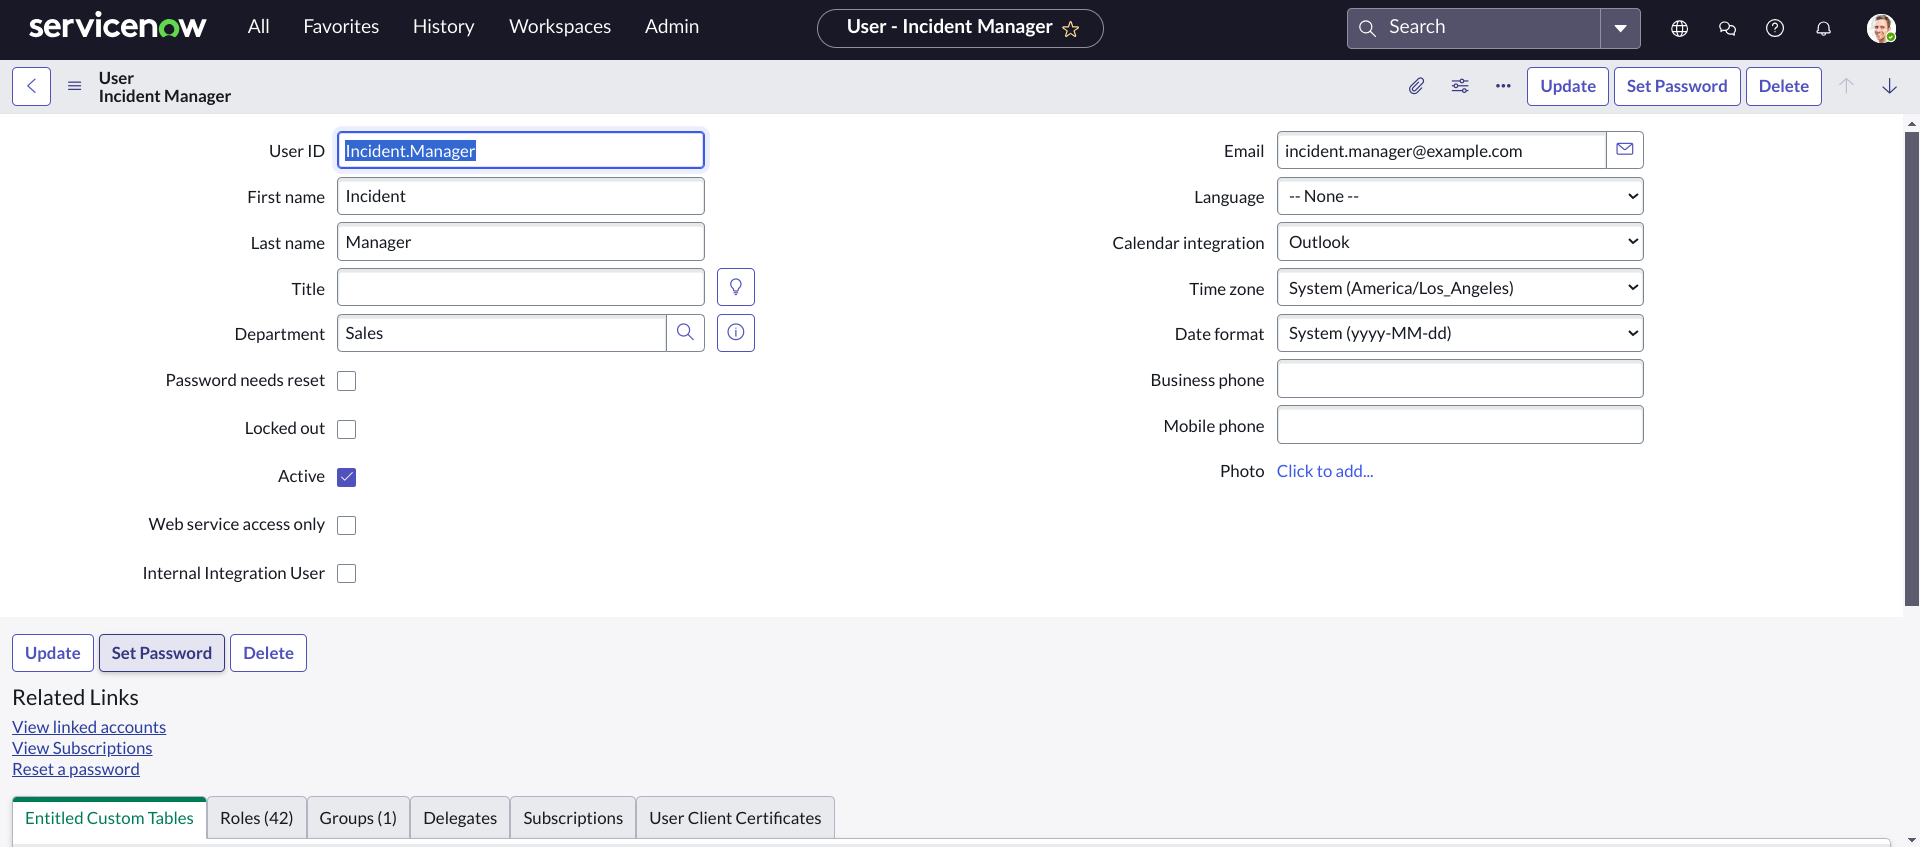 servicenow
All
Favorites
History
Workspaces
Admin
User - Incident Manager
Search
User
Incident Manager
Update
Set Password
Delete
User ID
Incident.Manager
First name
Incident
Last name
Manager
Title
Department
Sales
Password needs reset
Locked out
Active
Web service access only
Internal Integration User
Email
incident.manager@example.com
Language
-- None --
Calendar integration
Outlook
Time zone
System (America/Los_Angeles)
Date format
System (yyyy-MM-dd)
Business phone
Mobile phone
Photo
Click to add...
Update
Set Password
Delete
Related Links
View linked accounts
View Subscriptions
Reset a password
Entitled Custom Tables
Roles (42)
Groups (1)
Delegates
Subscriptions
User Client Certificates